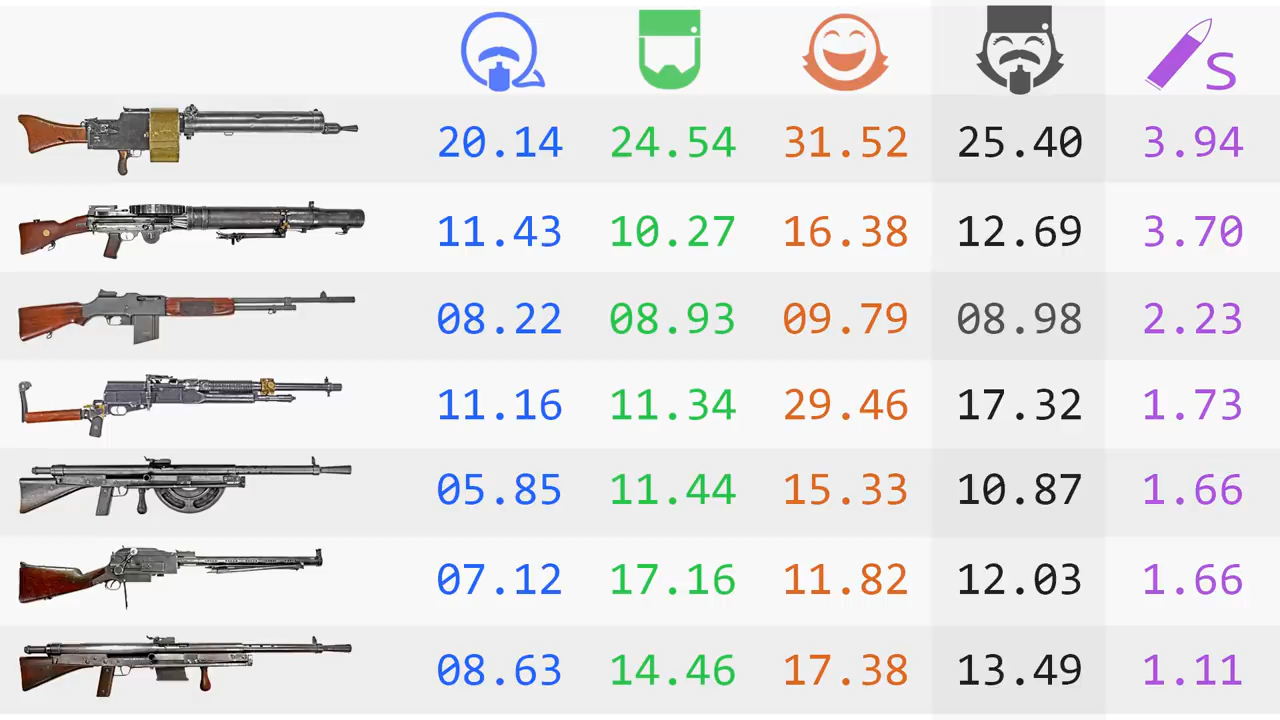 S
20.14 24.54 31.52 25.40 3.94
11.43 10.27 16.38 12.69 3.70
08.22 08.93 09.79 08.98 2.23
11.16 11.34 29.46 17.32 1.73
05.85 11.44 15.33 10.87 1.66
07.12 17.16 11.82 12.03 1.66
08.63 14.46 17.38 13.49 1.11